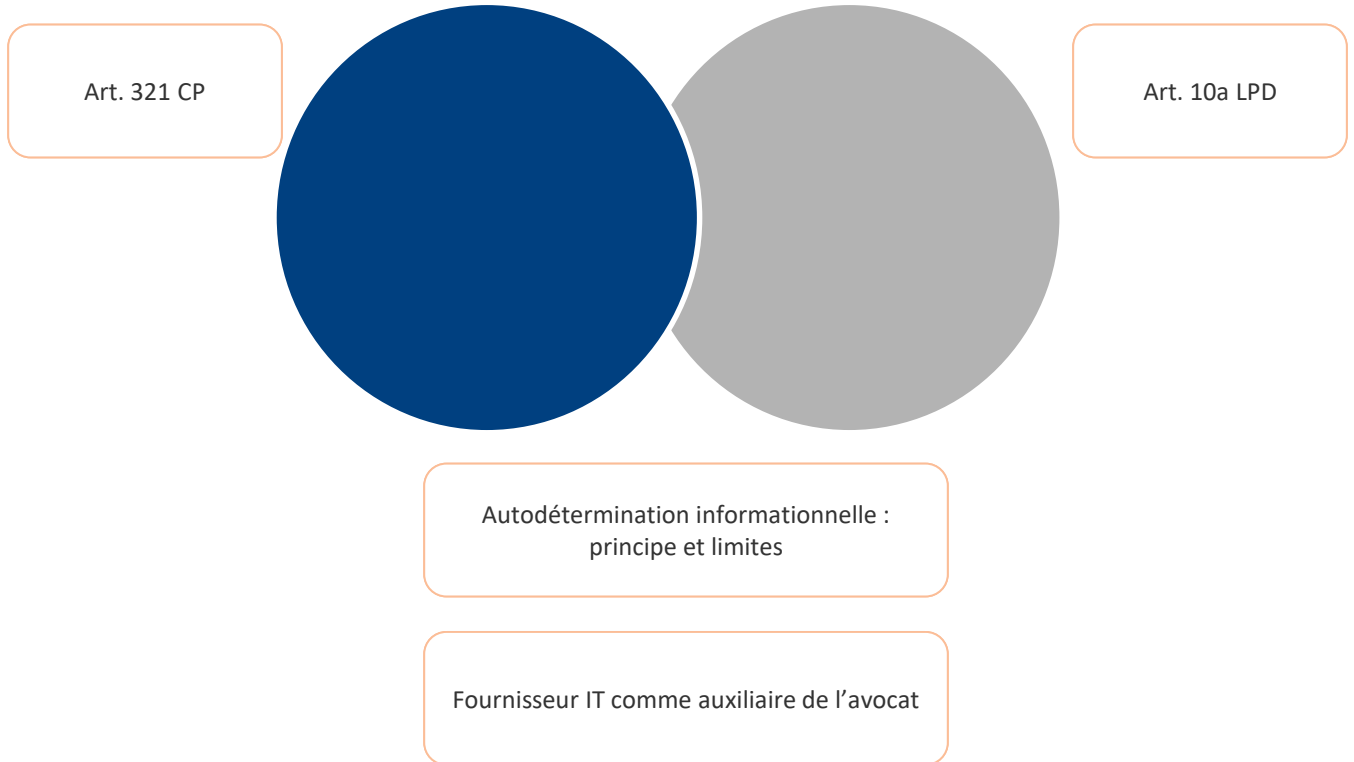 Art. 321 CP
Art. 10a LPD
Autodétermination informationnelle :
principe et limites
Fournisseur IT comme auxiliaire de l’avocat